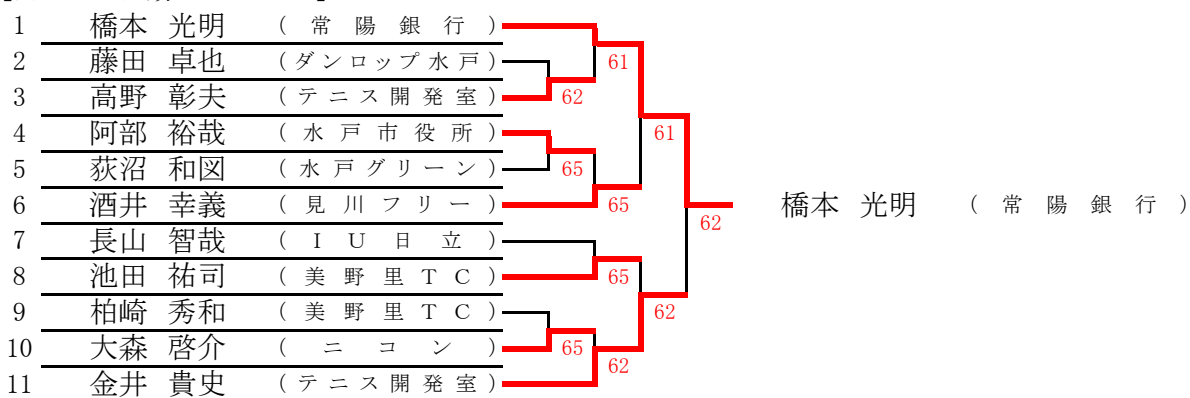 1 橋本 光明 (常陽銀行)
2 藤田 卓也 (ダンロップ水戸)
61
3 高野 彰夫 (テニス開発室)
62
4 阿部 裕哉 (水戸市役所)
61
5 荻沼 和図 (水戸グリーン)
65
6 酒井 幸義 (見川フリー)
65
橋本 光明 (常陽銀行)
62
7 長山 智哉 (IU日立)
8 池田 祐司 (美野里TC)
65
9 柏崎 秀和 (美野里TC)
62
10 大森 啓介 (ニコン)
65
62
11 金井 貴史 (テニス開発室)